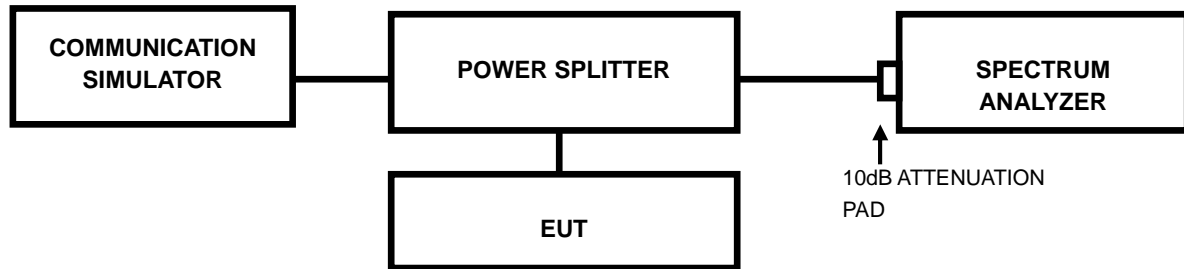 COMMUNICATION
SIMULATOR
POWER SPLITTER
SPECTRUM
ANALYZER
10dB ATTENUATION
PAD
EUT